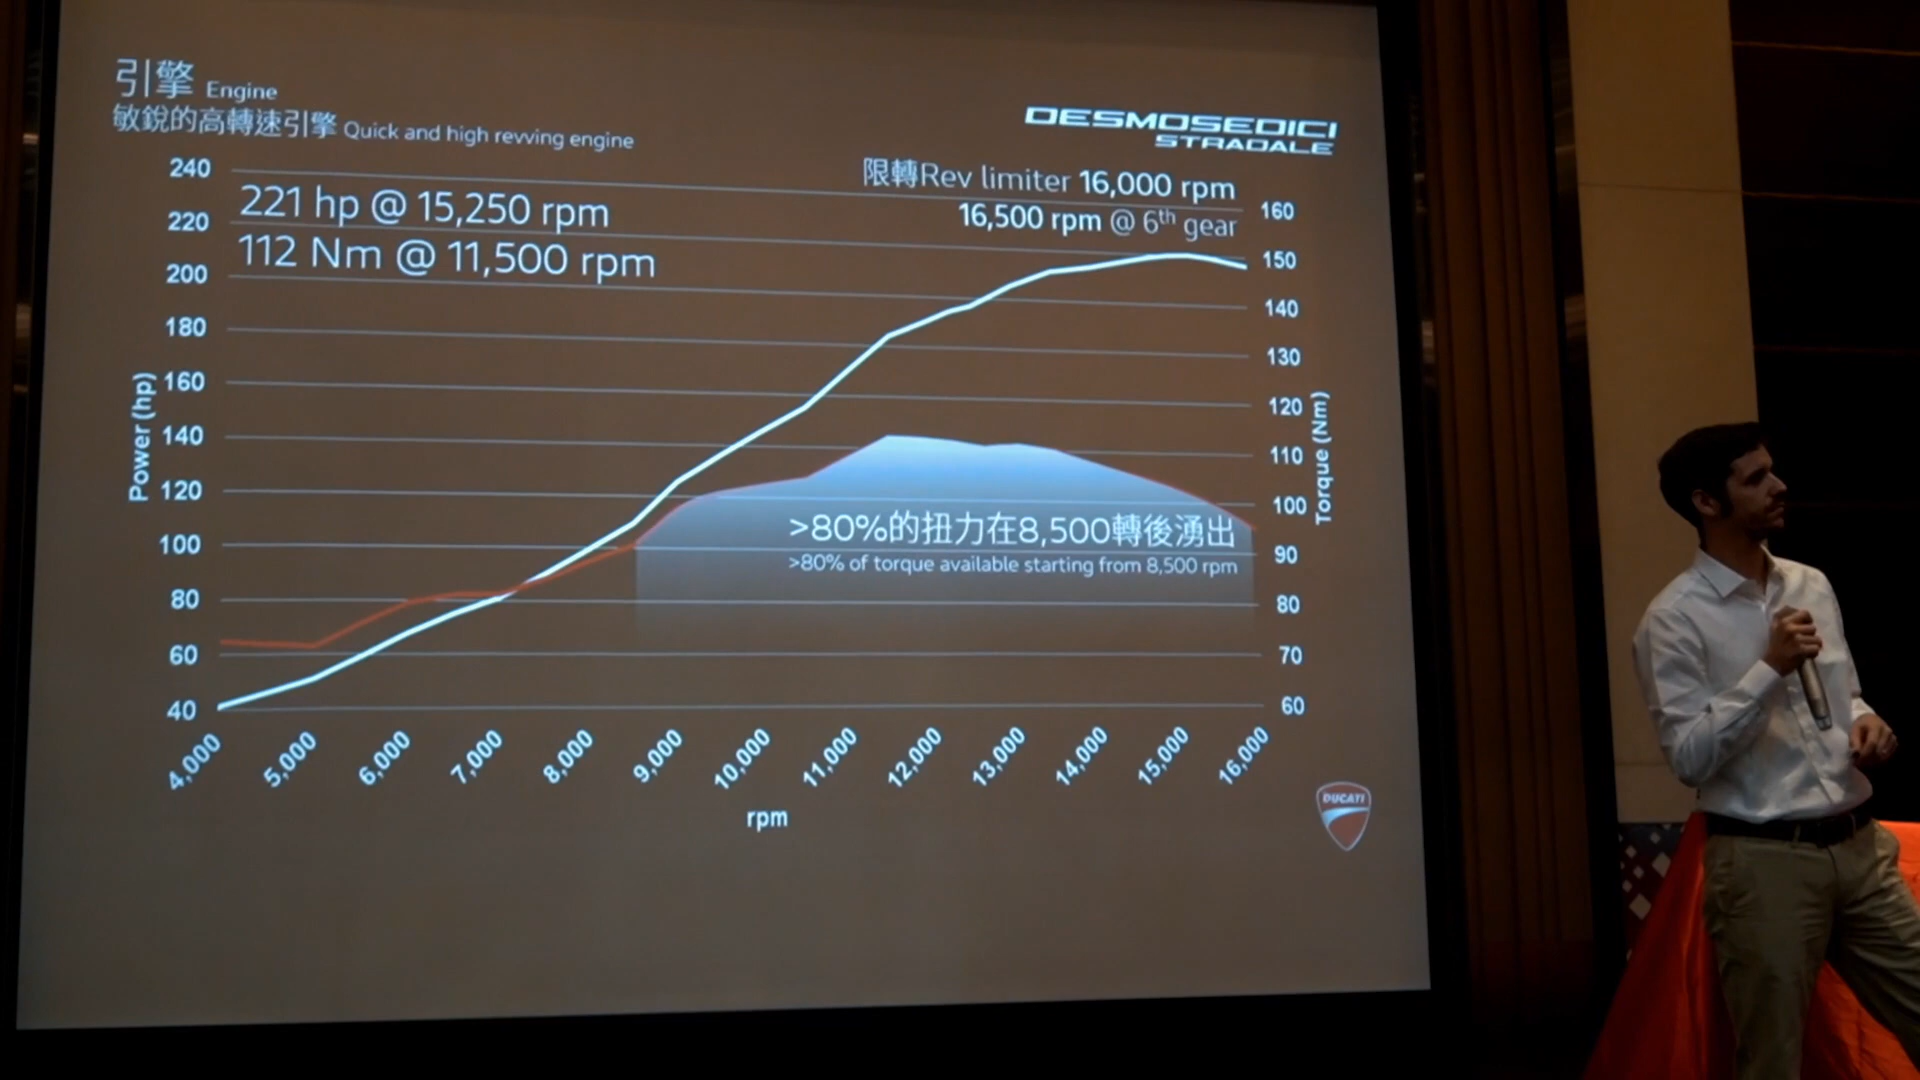 引擎 Engine
敏銳的高轉速引擎 Quick and high revving engine
DESMOSEDICI
STRADALE
221 hp @ 15,250 rpm
112 Nm @ 11,500 rpm
限轉Rev limiter 16,000 rpm
16,500 rpm @ 6th gear
Power (hp)
240
220
200
180
160
140
120
100
80
60
40
160
150
140
130
120
110
100
90
80
70
60
Torque (Nm)
>80%的扭力在8,500轉後湧出
>80% of torque available starting from 8,500 rpm
4,000 5,000 6,000 7,000 8,000 9,000 10,000 11,000 12,000 13,000 14,000 15,000 16,000
rpm
DUCATI